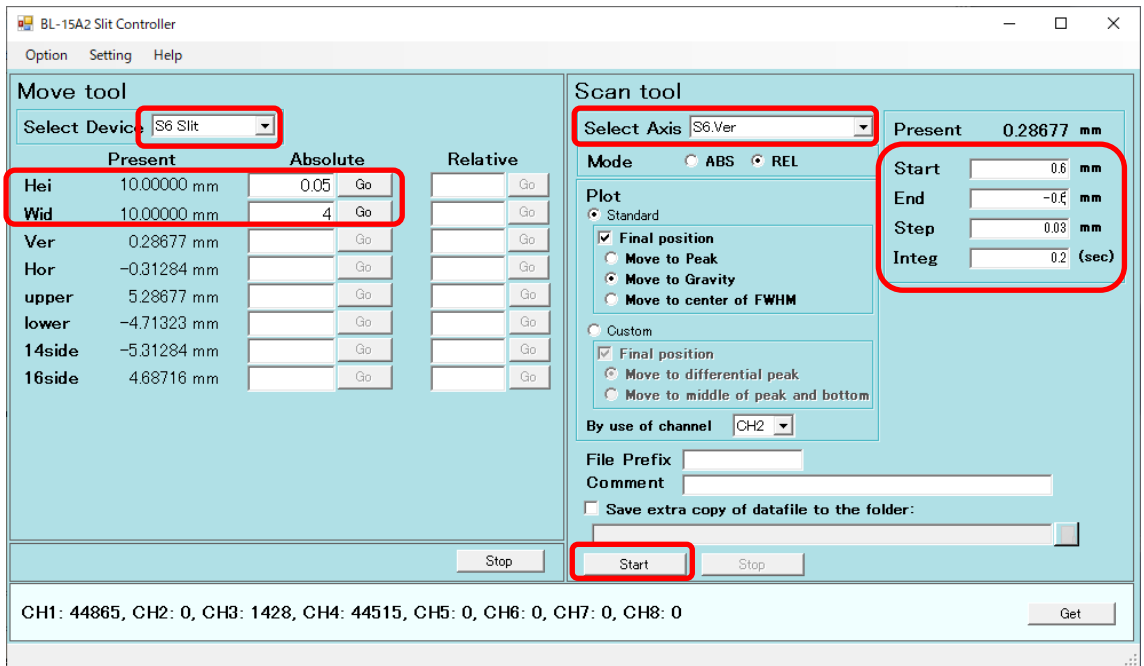 BL-15A2 Slit Controller
Option Setting Help
Move tool
Select Device S6 Slit
Present Absolute Relative
Hei 10.00000 mm 0.05 Go Go
Wid 10.00000 mm 4 Go Go
Ver 0.28677 mm Go Go
Hor -0.31284 mm Go Go
upper 5.28677 mm Go Go
lower -4.71323 mm Go Go
14side -5.31284 mm Go Go
16side 4.68716 mm Go Go
Stop
Scan tool
Select Axis S6.Ver
Mode ABS REL
Plot
Standard
Final position
Move to Peak
Move to Gravity
Move to center of FWHM
Custom
Final position
Move to differential peak
Move to middle of peak and bottom
By use of channel CH2
Present 0.28677 mm
Start 0.6 mm
End mm
Step 0.03 mm
Integ 0.2 (sec)
File Prefix
Comment
Save extra copy of datafile to the folder:
Start Stop
CH1: 44865, CH2: 0, CH3: 1428, CH4: 44515, CH5: 0, CH6: 0, CH7: 0, CH8: 0
Get